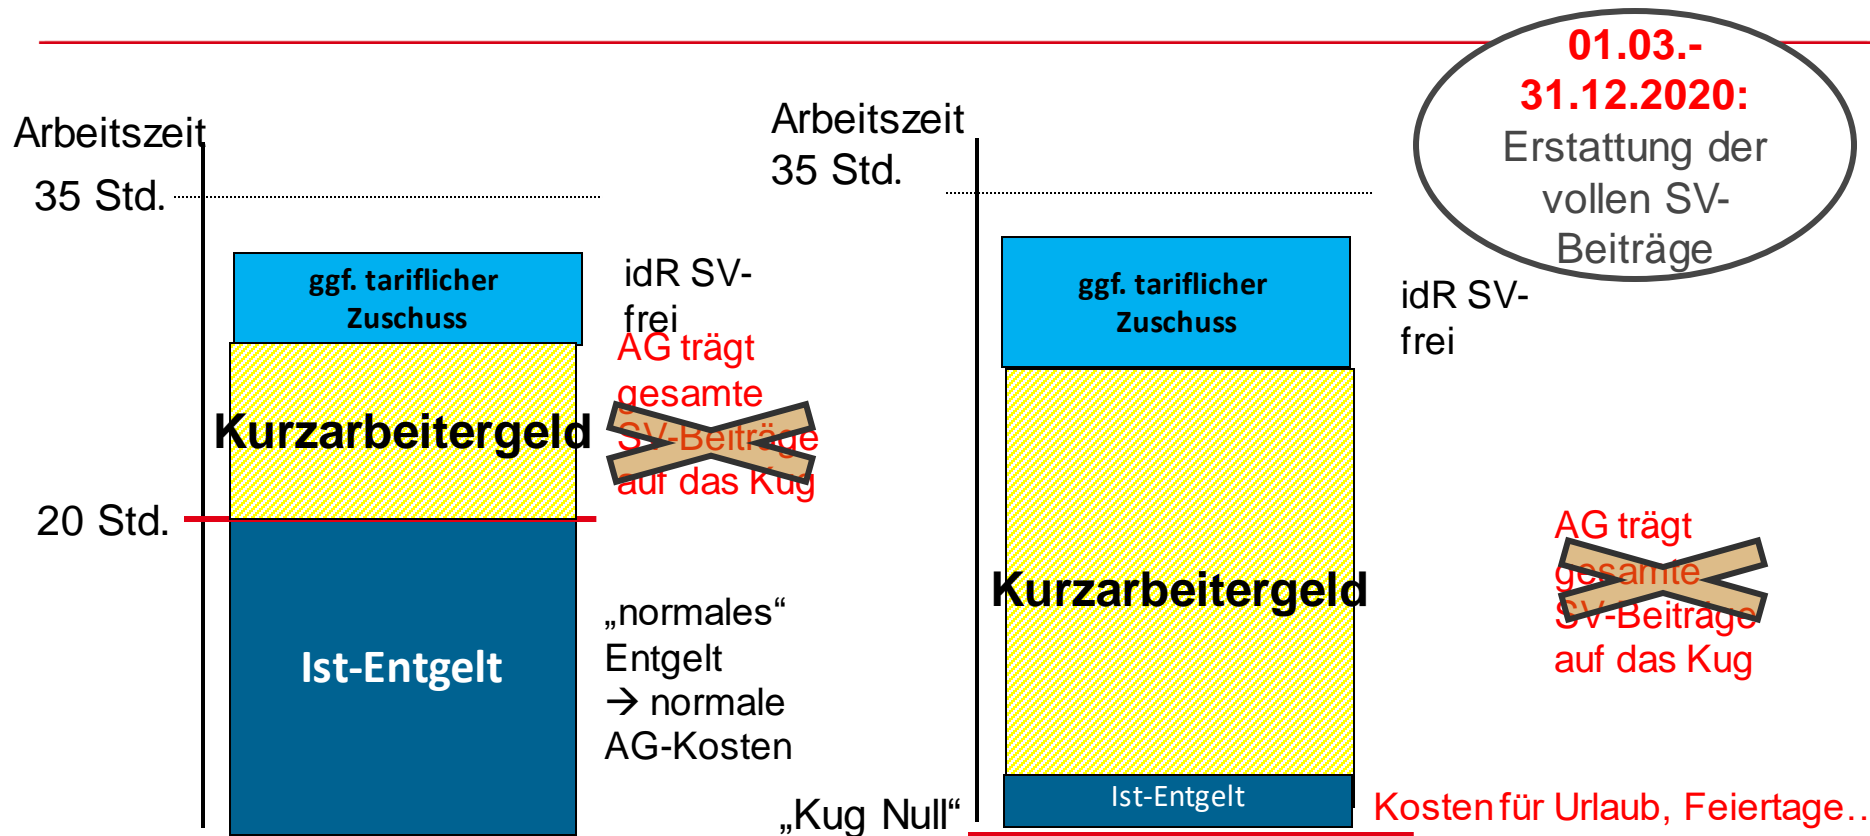 01.03.-
31.12.2020:
Erstattung der
vollen SV-
Beiträge
Arbeitszeit
35 Std.
ggf. tariflicher
Zuschuss
idR SV-
frei
AG trägt
gesamte
SV-Beiträge
auf das Kug
Kurzarbeitergeld
20 Std.
Ist-Entgelt
„normales“
Entgelt
→ normale
AG-Kosten
Arbeitszeit
35 Std.
ggf. tariflicher
Zuschuss
idR SV-
frei
Kurzarbeitergeld
AG trägt
gesamte
SV-Beiträge
auf das Kug
Ist-Entgelt
„Kug Null“
Kosten für Urlaub, Feiertage..